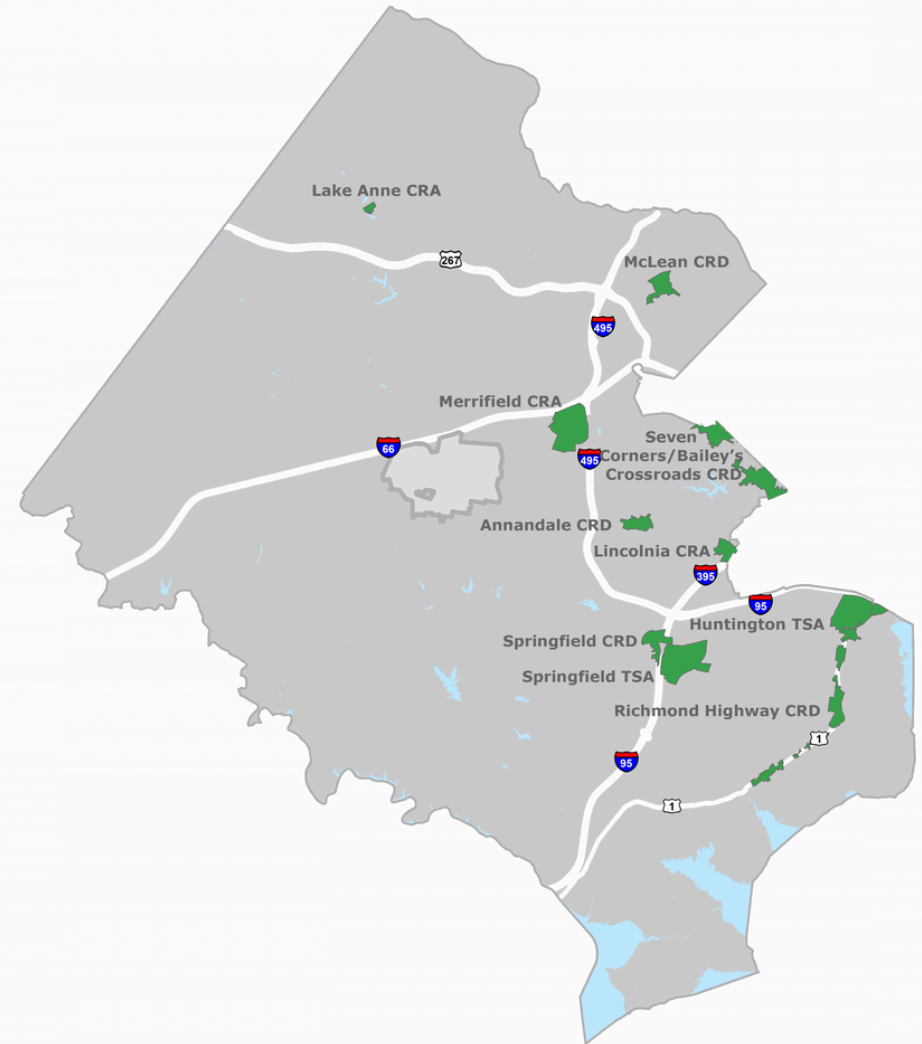 Lake Anne CRA
267
McLean CRD
495
Merrifield CRA
66
Seven
495
Corners/Bailey's
Crossroads CRD
Annandale CRD
Lincolnia CRA
395
95
Huntington TSA
Springfield CRD
Springfield TSA
Richmond Highway CRD
1
95
1